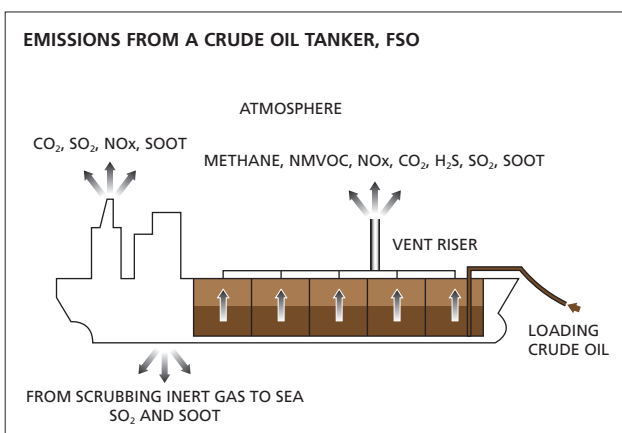 EMISSIONS FROM A CRUDE OIL TANKER, FSO
ATMOSPHERE
CO₂, SO₂, NOx, SOOT
METHANE, NMVOC, NOx, CO₂, H₂S, SO₂, SOOT
VENT RISER
LOADING
CRUDE OIL
FROM SCRUBBING INERT GAS TO SEA
SO₂ AND SOOT